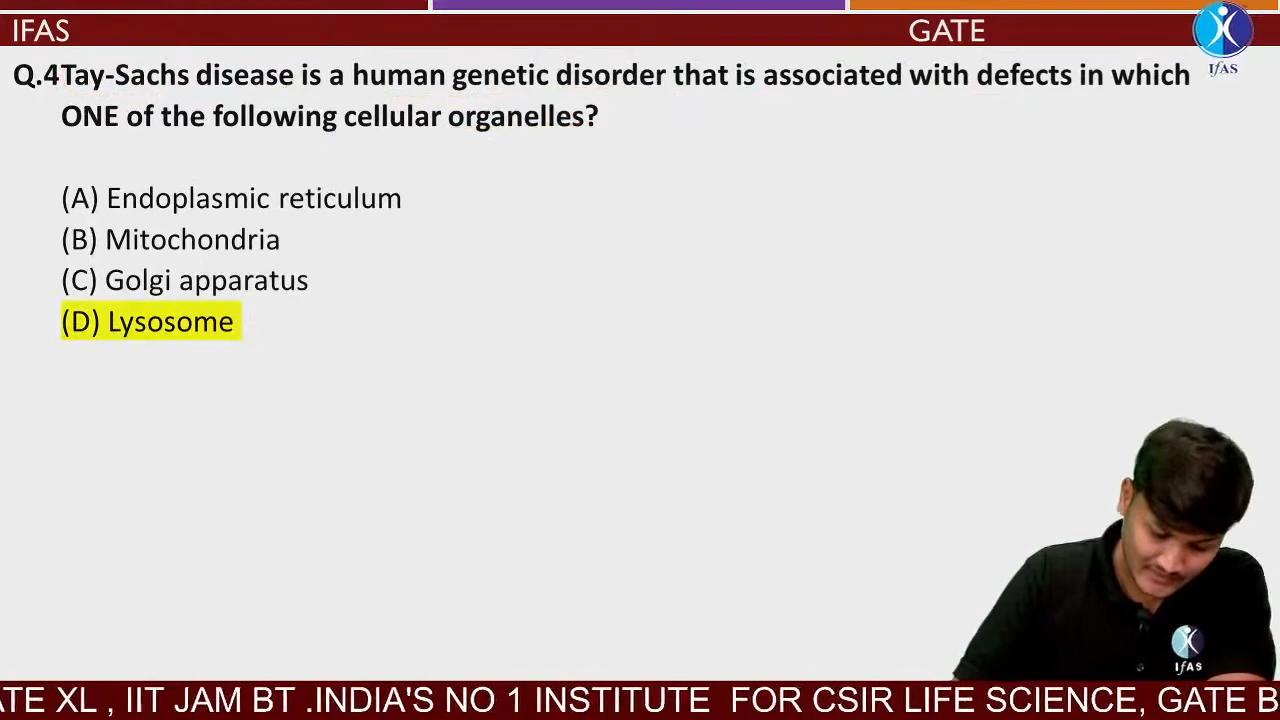 IFAS
GATE
IfAS
Q.4Tay-Sachs disease is a human genetic disorder that is associated with defects in which
ONE of the following cellular organelles?
(A) Endoplasmic reticulum
(B) Mitochondria
(C) Golgi apparatus
(D) Lysosome
IfAS
ATE XL , IIT JAM BT .INDIA'S NO 1 INSTITUTE FOR CSIR LIFE SCIENCE, GATE B